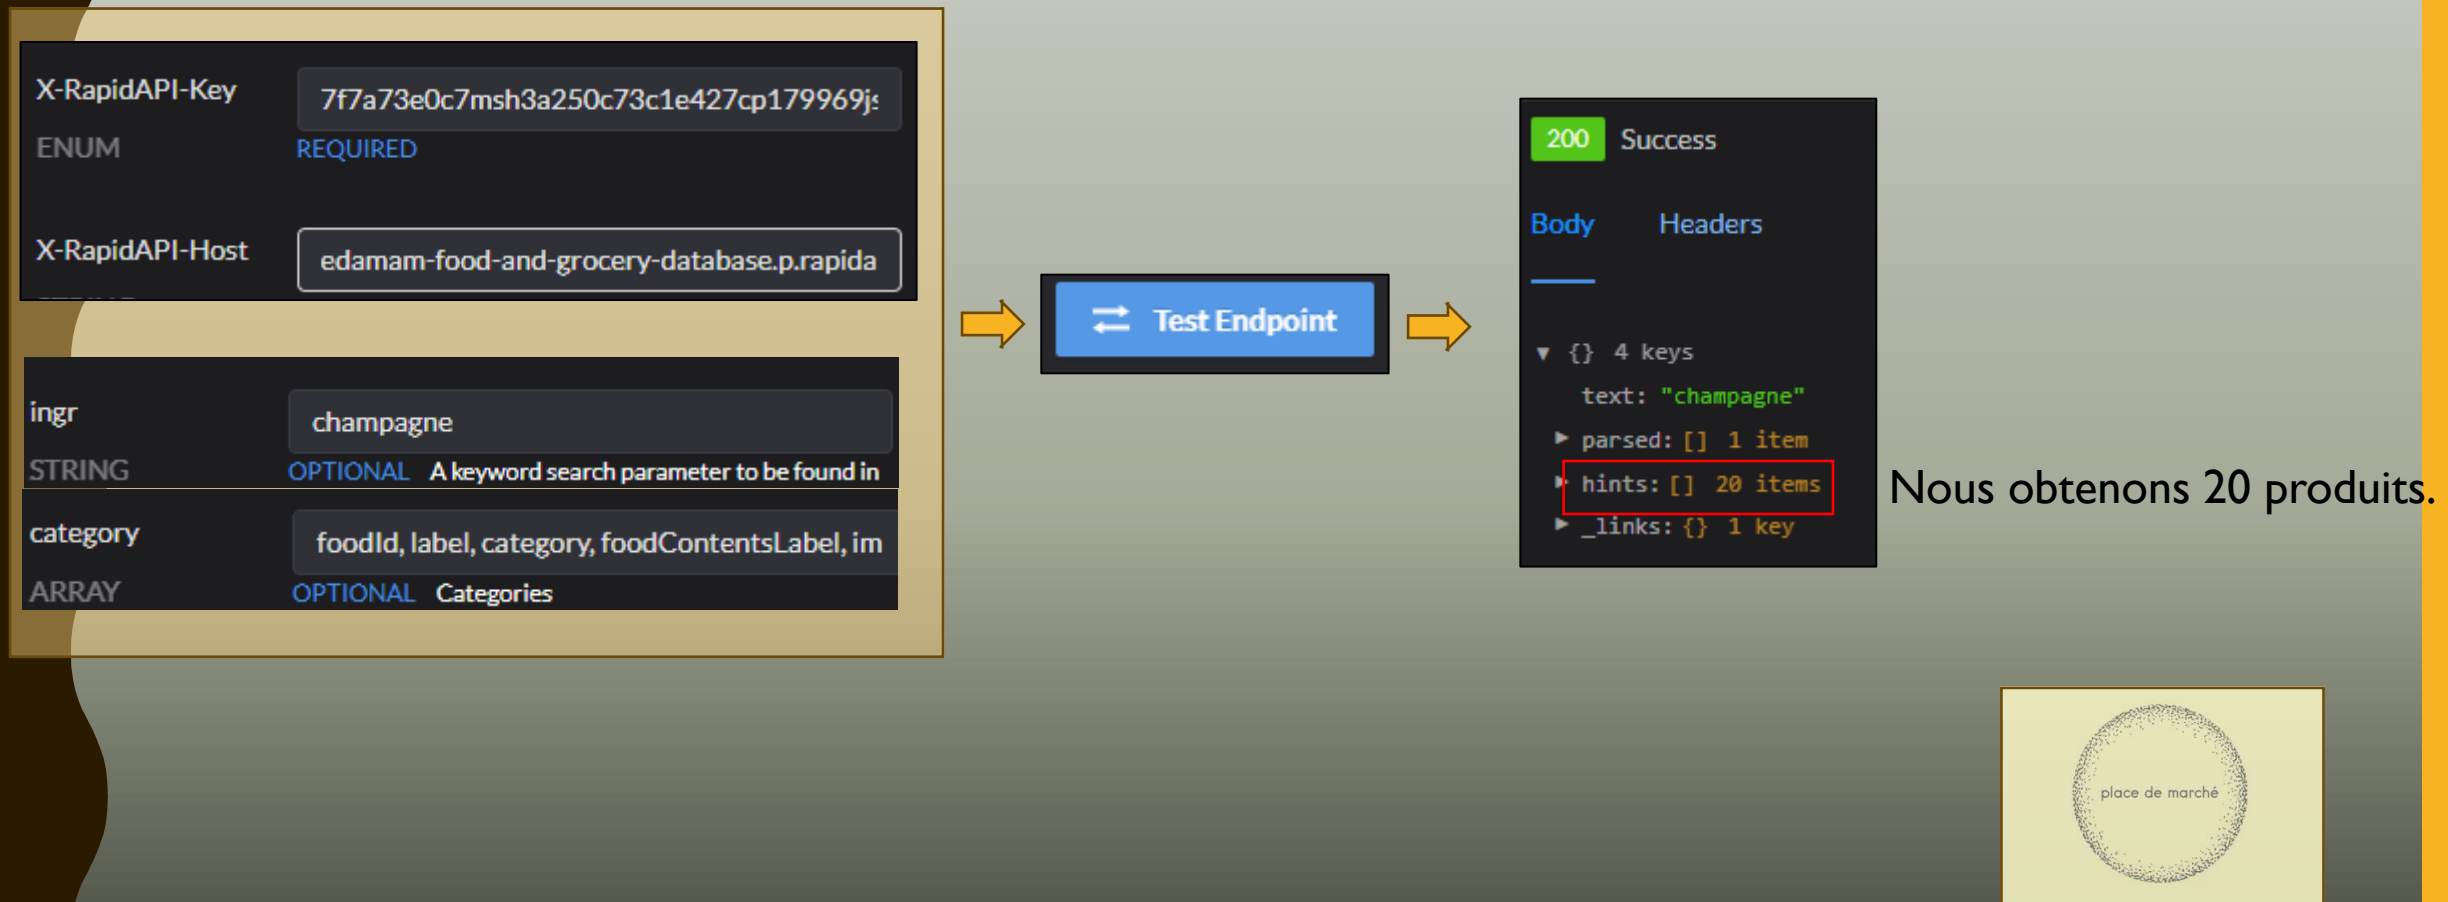 X-RapidAPI-Key
7f7a73e0c7msh3a250c73c1e427cp179969js
ENUM
REQUIRED
X-RapidAPI-Host
edamam-food-and-grocery-database.p.rapida
ingr
champagne
STRING
OPTIONAL A keyword search parameter to be found in
category
foodId, label, category, foodContentsLabel, im
ARRAY
OPTIONAL Categories
Test Endpoint
200 Success
Body Headers
▼ {} 4 keys
text: "champagne"
▶ parsed: [] 1 item
▶ hints: [] 20 items
▶ _links: {} 1 key
Nous obtenons 20 produits.
place de marché